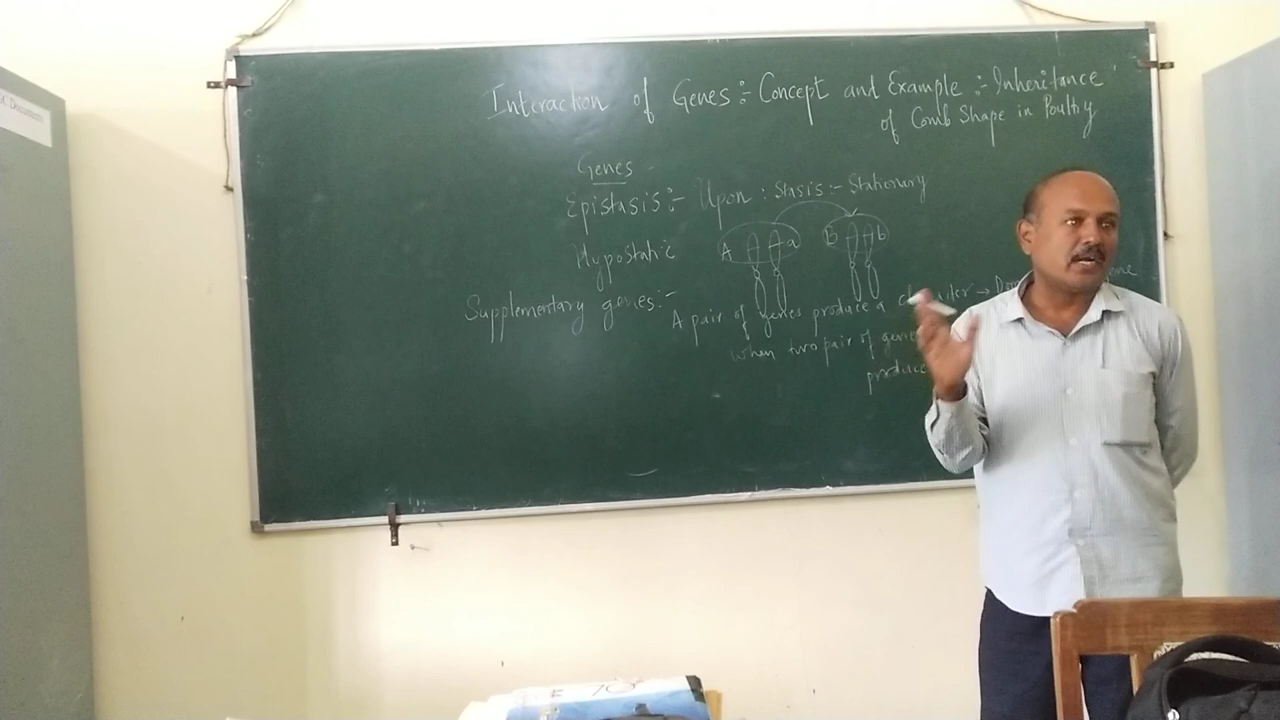 Interaction of Genes :- Concept and Example :- Inheritance
of Comb Shape in Poultry
Genes
Epistasis :- Upon : Stasis :- Stationary
A a B b
Hypostatic
Supplementary genes :-
A pair of genes produce a
when two pair of
produce
Documents